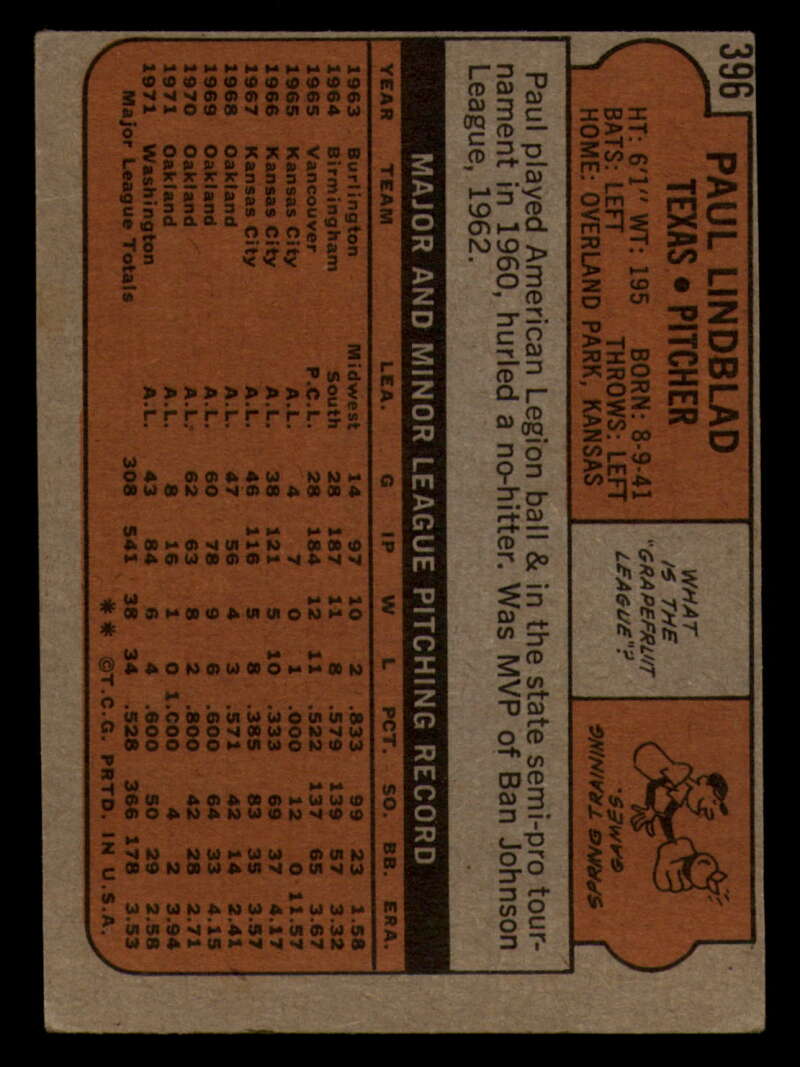 396
PAUL LINDBLAD
TEXAS • PITCHER
HT: 6'1" WT: 195 BORN: 8-9-41
BATS: LEFT THROWS: LEFT
HOME: OVERLAND PARK, KANSAS
WHAT
IS THE
"GRAPEFRUIT
LEAGUE"?
SPRING TRAINING
GAMES.
Paul played American Legion ball & in the state semi-pro tour-
nament in 1960, hurled a no-hitter. Was MVP of Ban Johnson
League, 1962.
MAJOR AND MINOR LEAGUE PITCHING RECORD
YEAR TEAM LEA. G IP W L PCT. SO. BB. ERA.
1963 Burlington Midwest 14 97 10 2 .833 99 23 1.58
1964 Birmingham South 28 187 11 8 .579 139 57 3.32
1965 Vancouver P.C.L. 28 184 12 11 .522 137 65 3.67
1965 Kansas City A.L. 4 7 0 1 .000 12 0 11.57
1966 Kansas City A.L. 38 121 5 10 .333 69 37 4.17
1967 Kansas City A.L. 46 116 5 8 .385 83 35 3.57
1968 Oakland A.L. 47 56 4 3 .571 42 14 2.41
1969 Oakland A.L. 60 78 9 6 .600 64 33 4.15
1970 Oakland A.L. 62 63 8 2 .800 42 28 2.71
1971 Oakland A.L. 8 16 1 0 1.000 4 2 3.94
1971 Washington A.L. 43 84 6 4 .600 50 29 2.58
Major League Totals 308 541 38 34 .528 366 178 3.53
** ©T.C.G. PRTD. IN U.S.A.